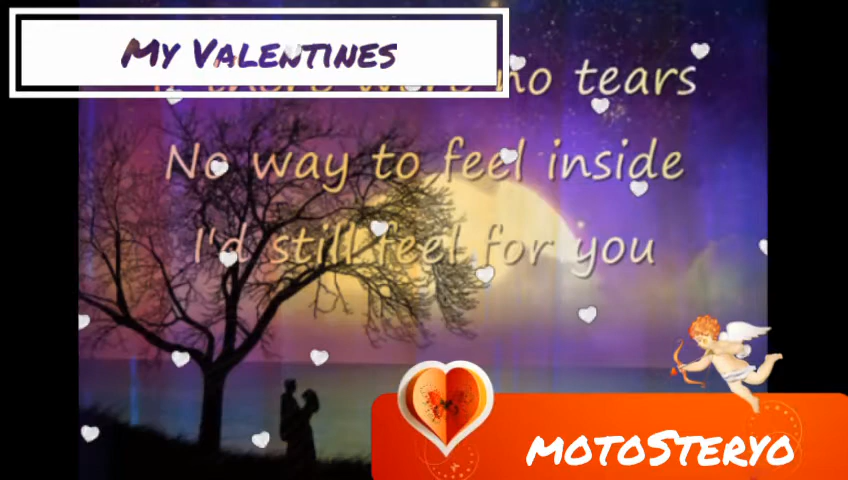 My Valentines
no tears
No way to feel inside
I'd still feel for you
motoSteryo